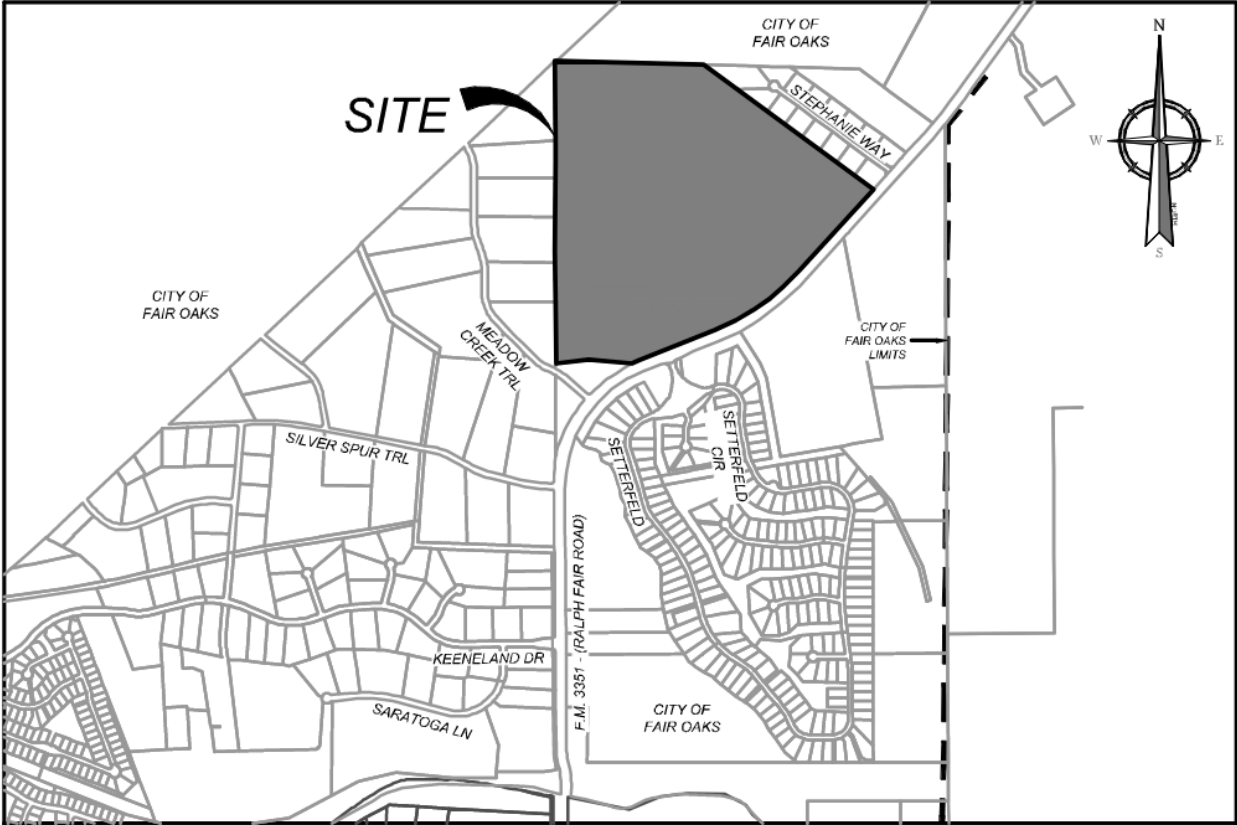 CITY OF
FAIR OAKS
N
SITE
STEPHANIE WAY
W
E
S
CITY OF
FAIR OAKS
MEADOW
CREEK TRL
CITY OF
FAIR OAKS
LIMITS
SILVER SPUR TRL
SETTERFELD
SETTERFELD
CIR
F.M. 3351 - (RALPH FAIR ROAD)
KEENELAND DR
SARATOGA LN
CITY OF
FAIR OAKS